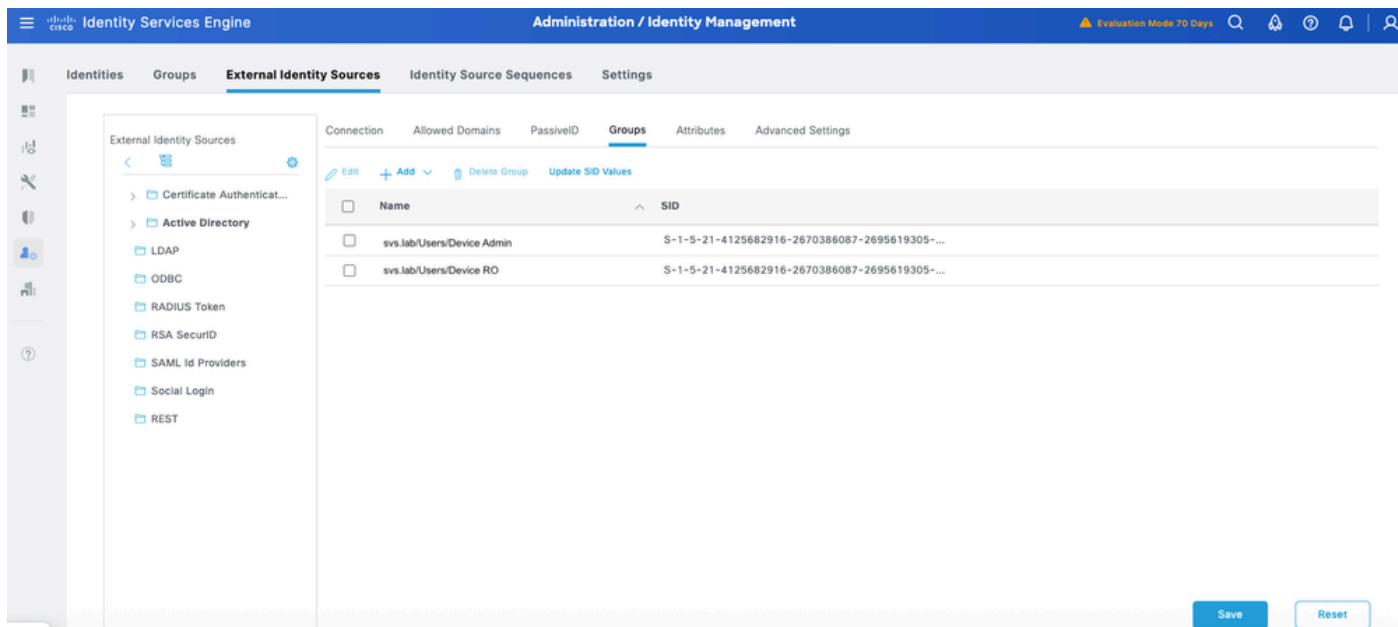 cisco Identity Services Engine
Administration / Identity Management
Evaluation Mode 70 Days
Identities Groups External Identity Sources Identity Source Sequences Settings
External Identity Sources
Certificate Authenticat...
Active Directory
LDAP
ODBC
RADIUS Token
RSA SecurID
SAML Id Providers
Social Login
REST
Connection Allowed Domains PassiveID Groups Attributes Advanced Settings
Edit Add Delete Group Update SID Values
Name SID
svs.lab/Users/Device Admin S-1-5-21-4125682916-2670386087-2695619305-...
svs.lab/Users/Device RO S-1-5-21-4125682916-2670386087-2695619305-...
Save Reset